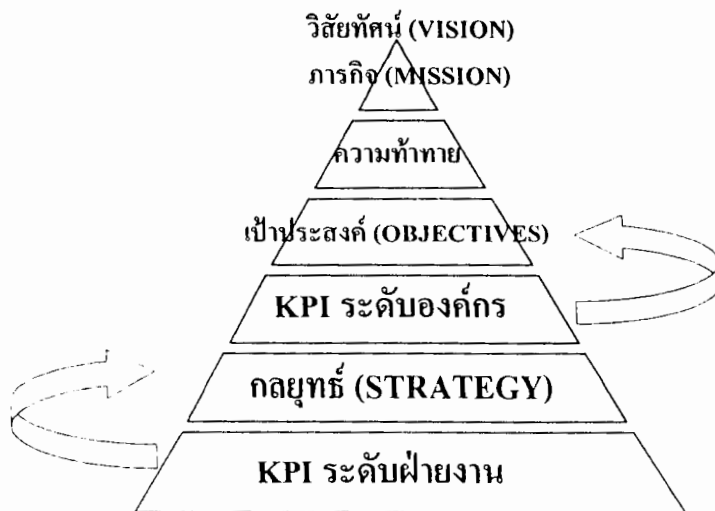 วิสัยทัศน์ (VISION)
ภารกิจ (MISSION)
ความท้าทาย
เป้าประสงค์ (OBJECTIVES)
KPI ระดับองค์กร
กลยุทธ์ (STRATEGY)
KPI ระดับฝ่ายงาน